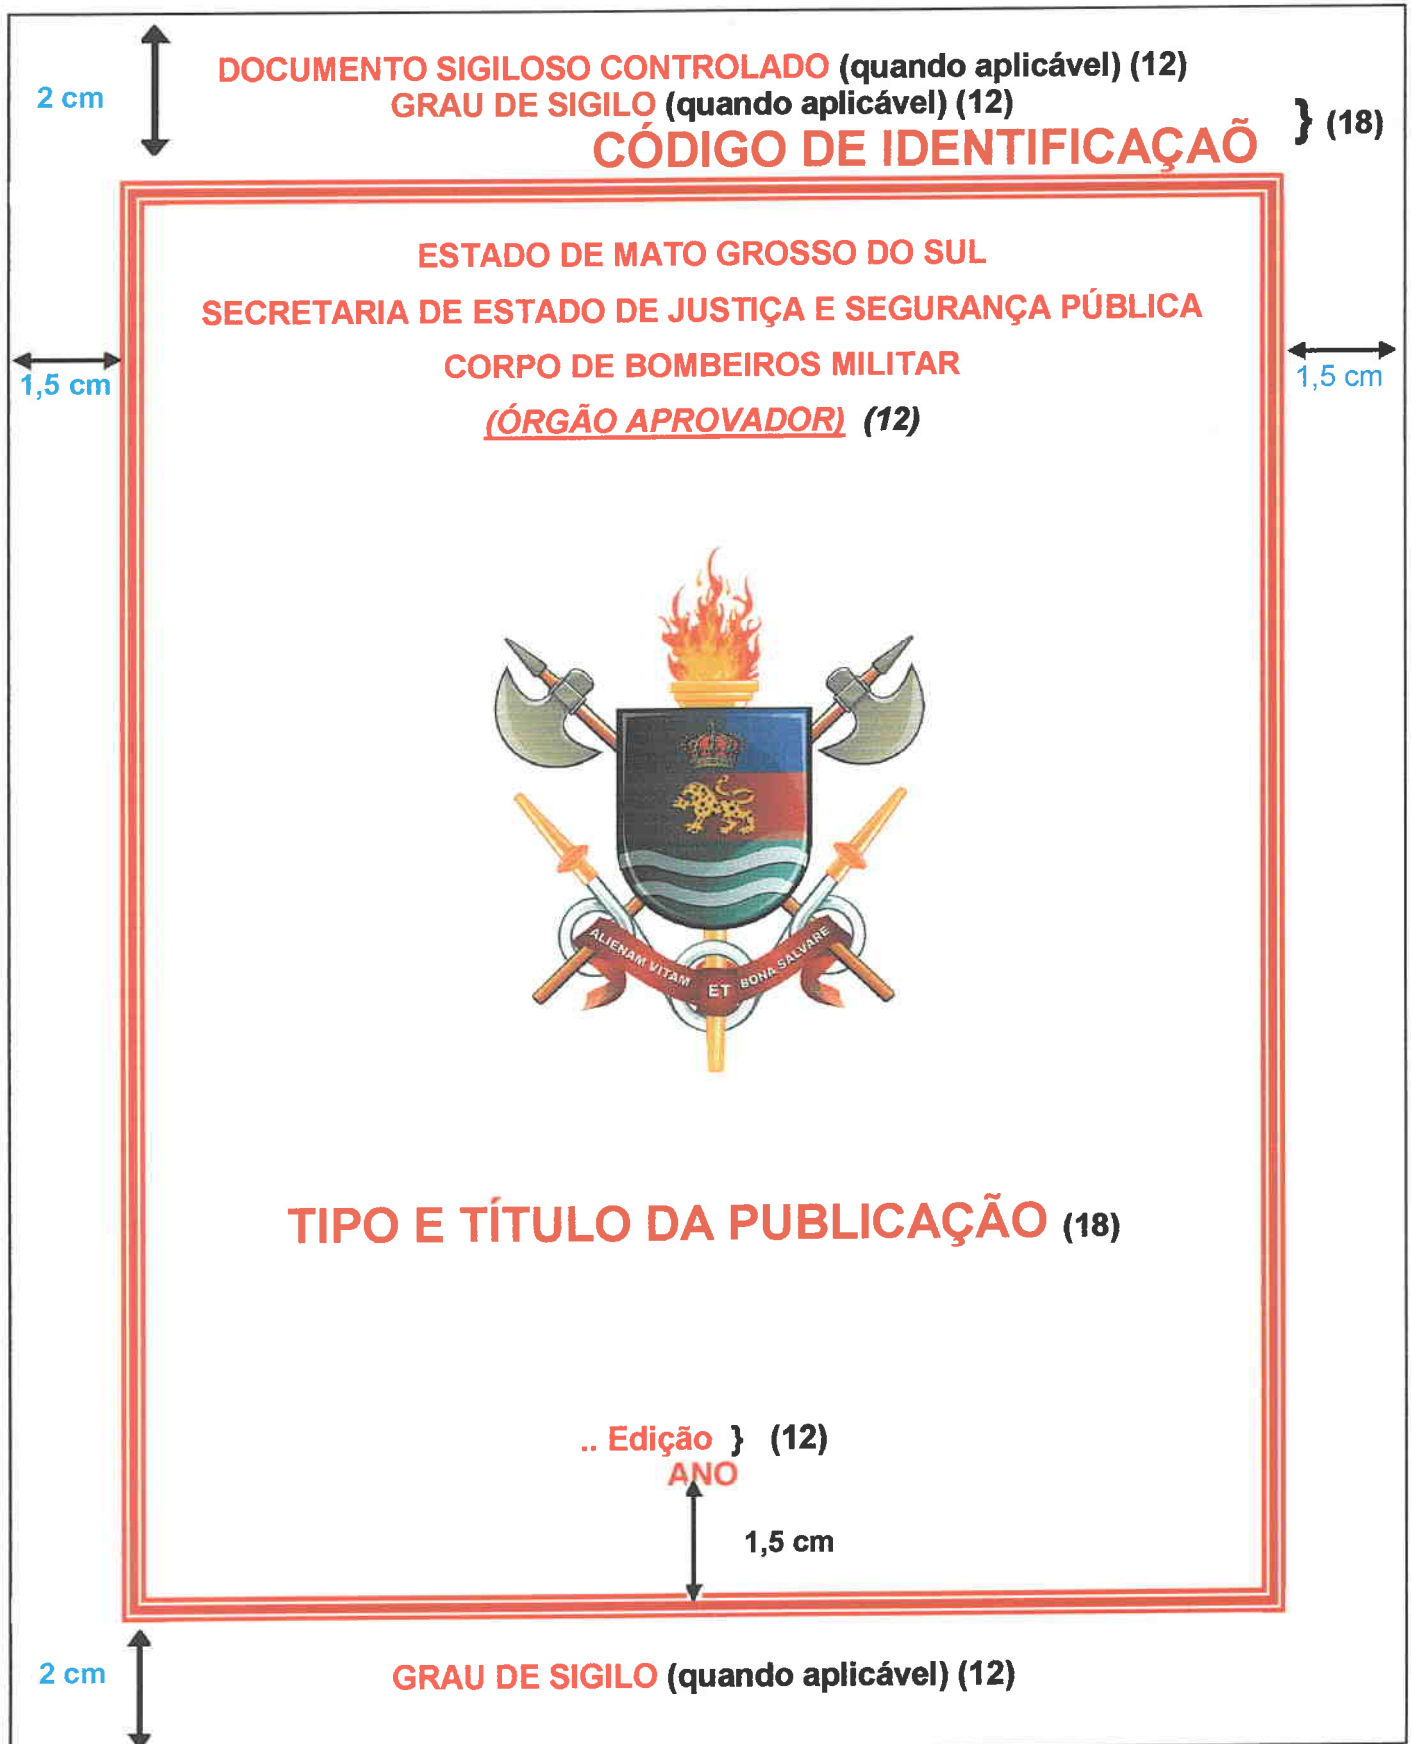 DOCUMENTO SIGILOSO CONTROLADO (quando aplicável) (12)
2 cm
GRAU DE SIGILO (quando aplicável) (12)
} (18)
CÓDIGO DE IDENTIFICAÇAÕ
ESTADO DE MATO GROSSO DO SUL
SECRETARIA DE ESTADO DE JUSTIÇA E SEGURANÇA PÚBLICA
CORPO DE BOMBEIROS MILITAR
1,5 cm
1,5 cm
(ÓRGÃO APROVADOR) (12)
ALIENAM VITAM ET BONA SALVARE
TIPO E TÍTULO DA PUBLICAÇÃO (18)
.. Edição } (12)
ANO
1,5 cm
2 cm
GRAU DE SIGILO (quando aplicável) (12)